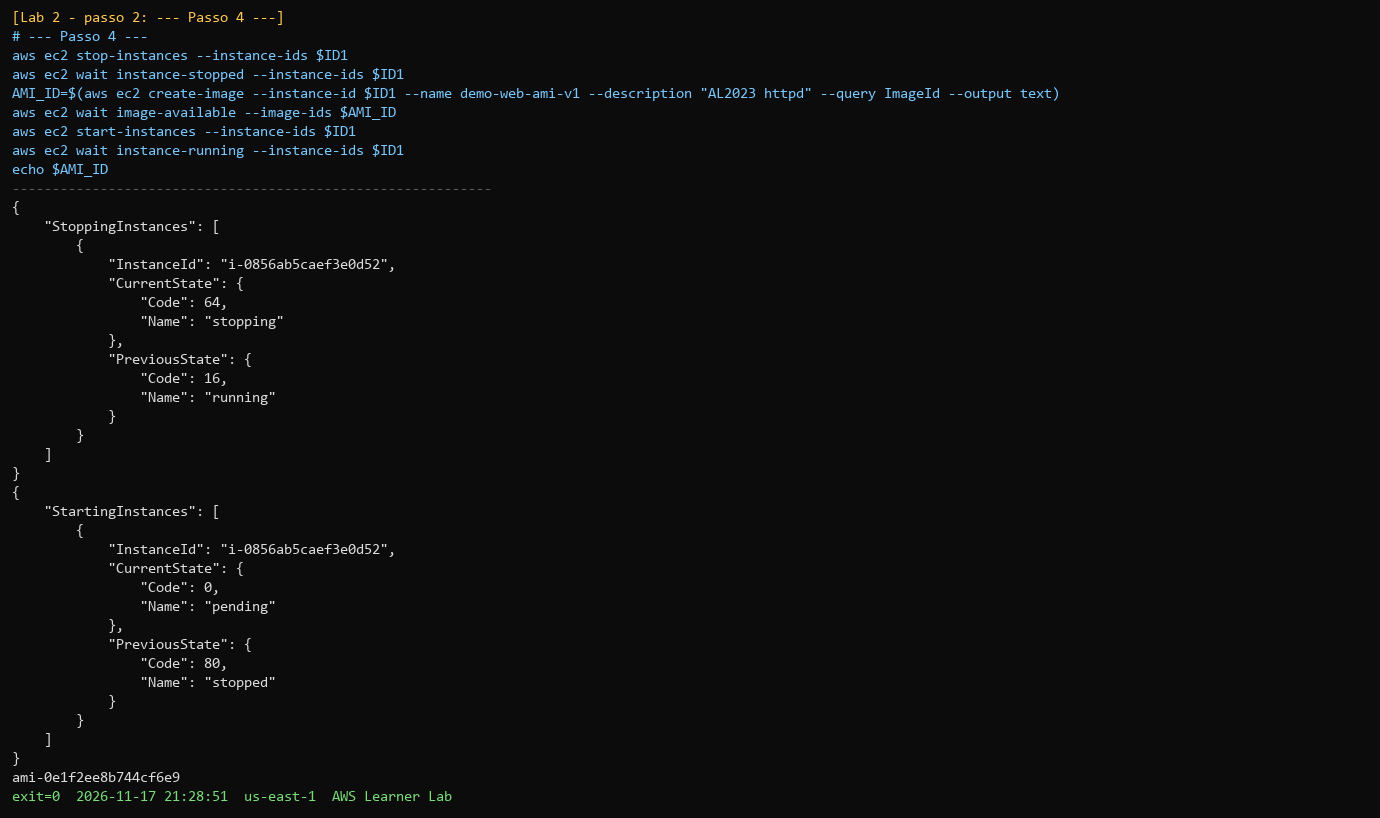 [Lab 2 - passo 2: --- Passo 4 ---]
# --- Passo 4 ---
aws ec2 stop-instances --instance-ids $ID1
aws ec2 wait instance-stopped --instance-ids $ID1
AMI_ID=$(aws ec2 create-image --instance-id $ID1 --name demo-web-ami-v1 --description "AL2023 httpd" --query ImageId --output text)
aws ec2 wait image-available --image-ids $AMI_ID
aws ec2 start-instances --instance-ids $ID1
aws ec2 wait instance-running --instance-ids $ID1
echo $AMI_ID
------------------------------------------------------------
{
    "StoppingInstances": [
        {
            "InstanceId": "i-0856ab5caef3e0d52",
            "CurrentState": {
                "Code": 64,
                "Name": "stopping"
            },
            "PreviousState": {
                "Code": 16,
                "Name": "running"
            }
        }
    ]
}
{
    "StartingInstances": [
        {
            "InstanceId": "i-0856ab5caef3e0d52",
            "CurrentState": {
                "Code": 0,
                "Name": "pending"
            },
            "PreviousState": {
                "Code": 80,
                "Name": "stopped"
            }
        }
    ]
}
ami-0e1f2ee8b744cf6e9
exit=0  2026-11-17 21:28:51  us-east-1  AWS Learner Lab